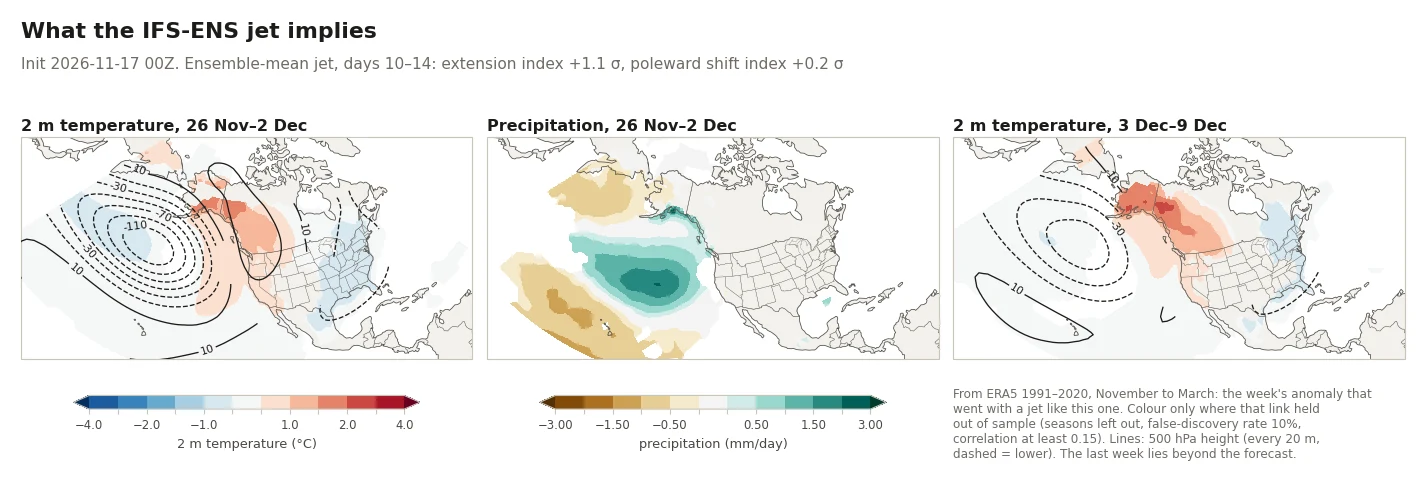 What the IFS-ENS jet implies
Init 2026-11-17 00Z. Ensemble-mean jet, days 10–14: extension index +1.1 σ, poleward shift index +0.2 σ
2 m temperature, 26 Nov–2 Dec
Precipitation, 26 Nov–2 Dec
2 m temperature, 3 Dec–9 Dec
-10
-30
-70
-110
-30
10
10
10
-10
-30
10
−4.0 −2.0 −1.0 1.0 2.0 4.0
2 m temperature (°C)
−3.00 −1.50 −0.50 0.50 1.50 3.00
precipitation (mm/day)
From ERA5 1991–2020, November to March: the week's anomaly that
went with a jet like this one. Colour only where that link held
out of sample (seasons left out, false-discovery rate 10%,
correlation at least 0.15). Lines: 500 hPa height (every 20 m,
dashed = lower). The last week lies beyond the forecast.